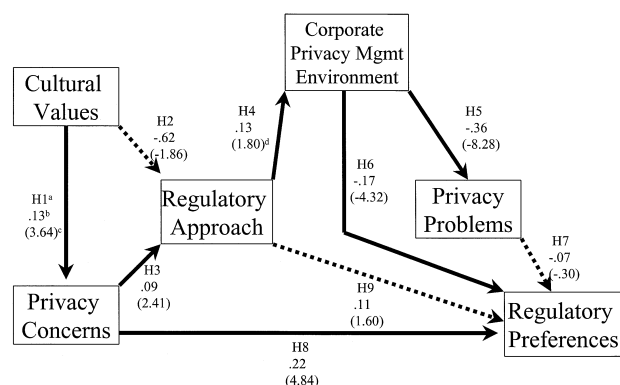 Corporate
Privacy Mgmt
Environment
Cultural
Values
H2
-.62
(-1.86)
H4
.13
(1.80)d
H5
-.36
(-8.28)
H6
-.17
(-4.32)
H1a
.13b
(3.64)c
Regulatory
Approach
Privacy
Problems
H7
-.07
(-.30)
H3
.09
(2.41)
H9
.11
(1.60)
Privacy
Concerns
Regulatory
Preferences
H8
.22
(4.84)